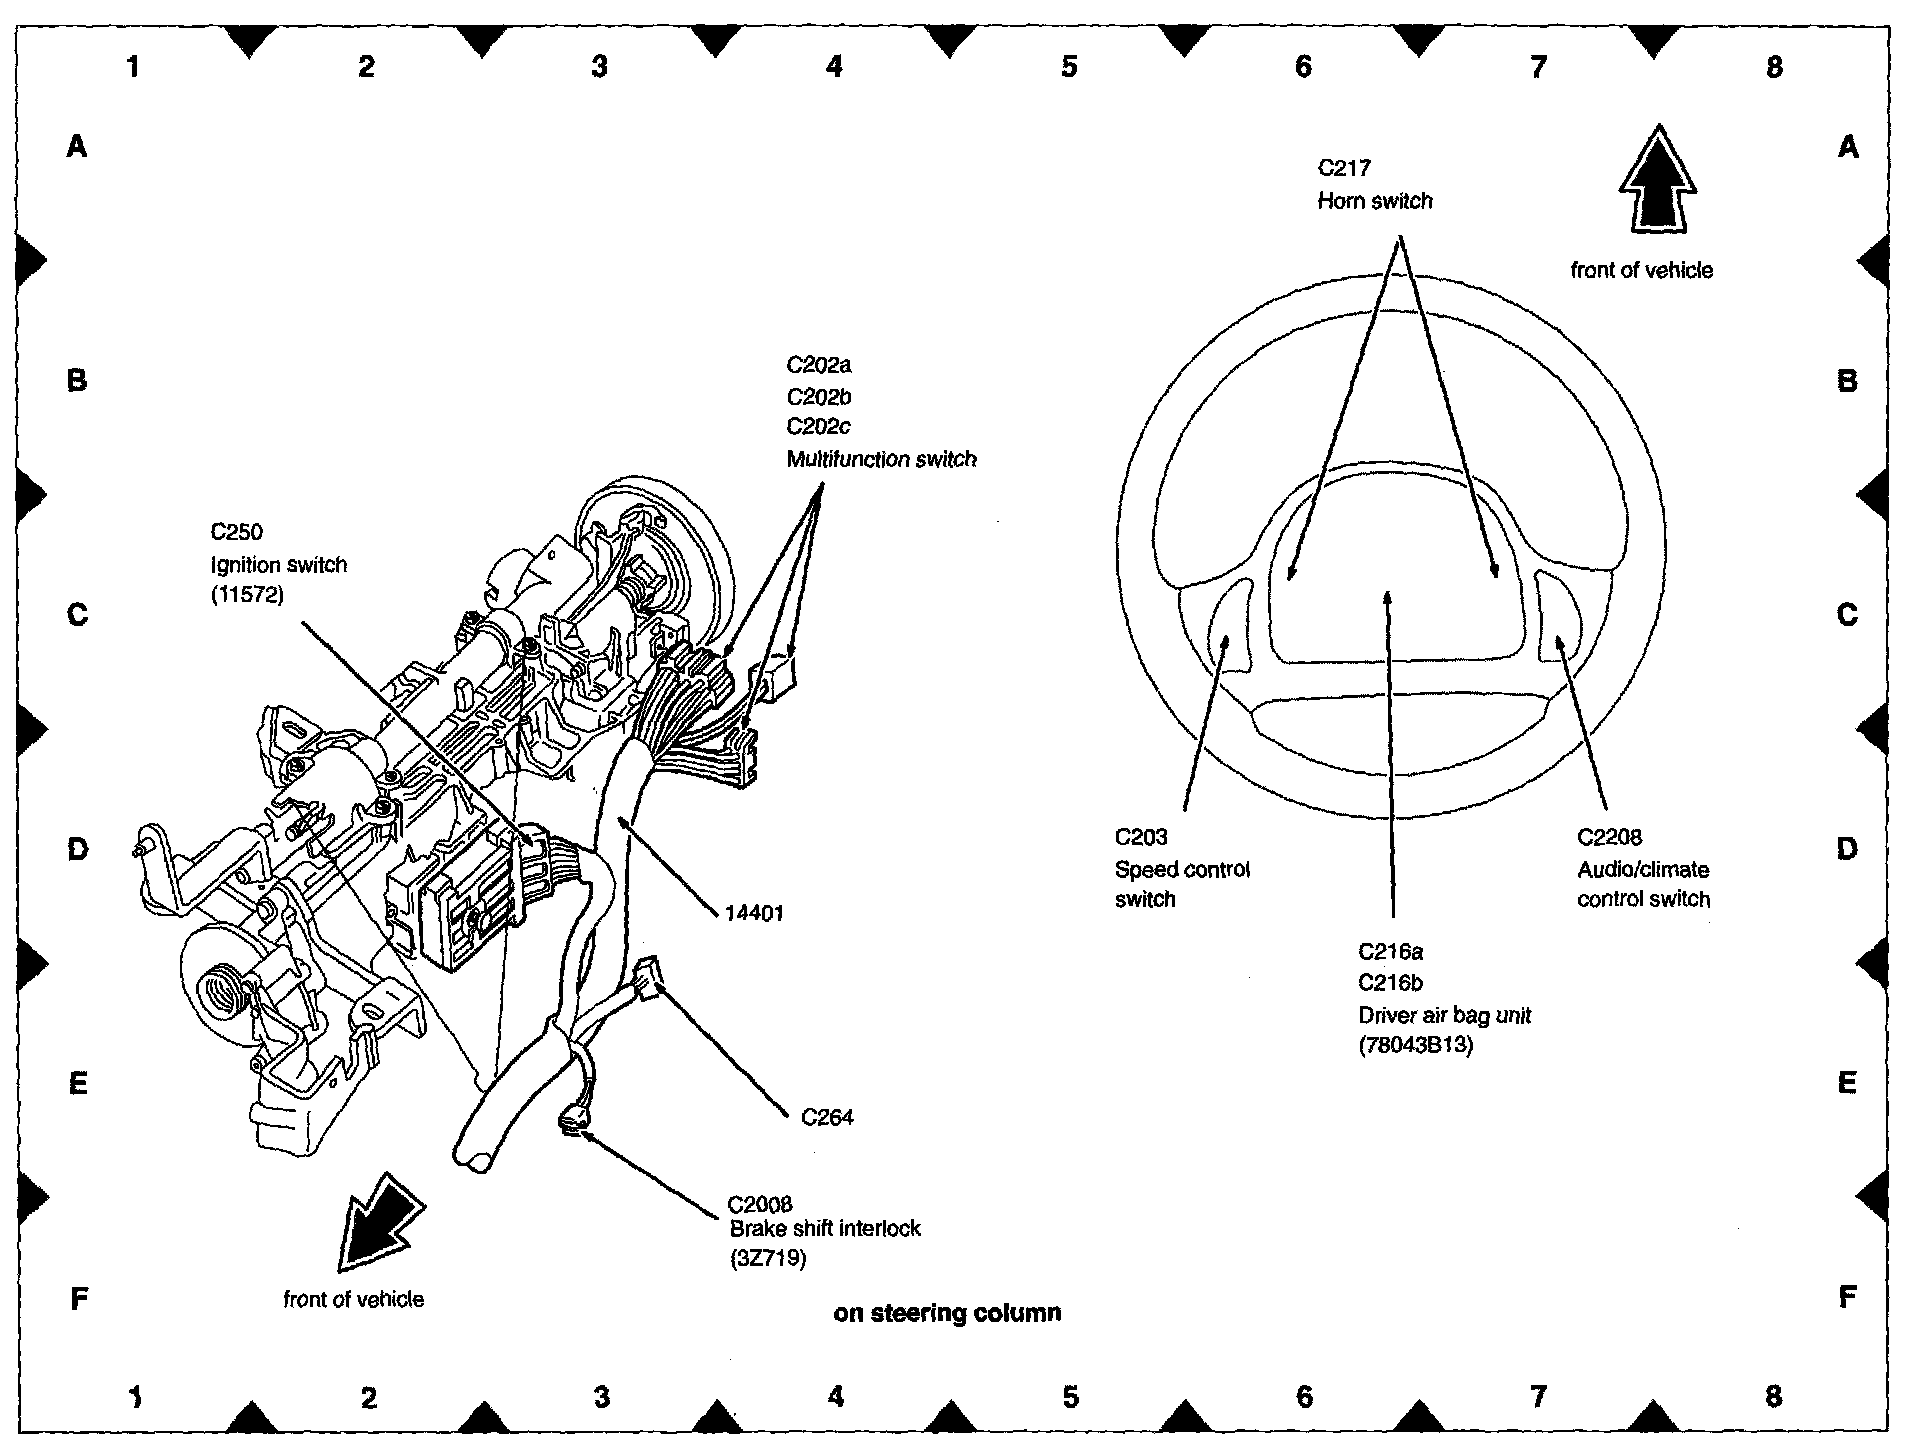 1 2 3 4 5 6 7 8
A A
C217
Horn switch
front of vehicle
B B
C202a
C202b
C202c
Multifunction switch
C250
Ignition switch
(11572)
C C
D D
C203
Speed control
switch
C2208
Audio/climate
control switch
14401
C216a
C216b
Driver air bag unit
(78043B13)
E E
C264
C2008
Brake shift interlock
(3Z719)
front of vehicle
F F
on steering column
1 2 3 4 5 6 7 8